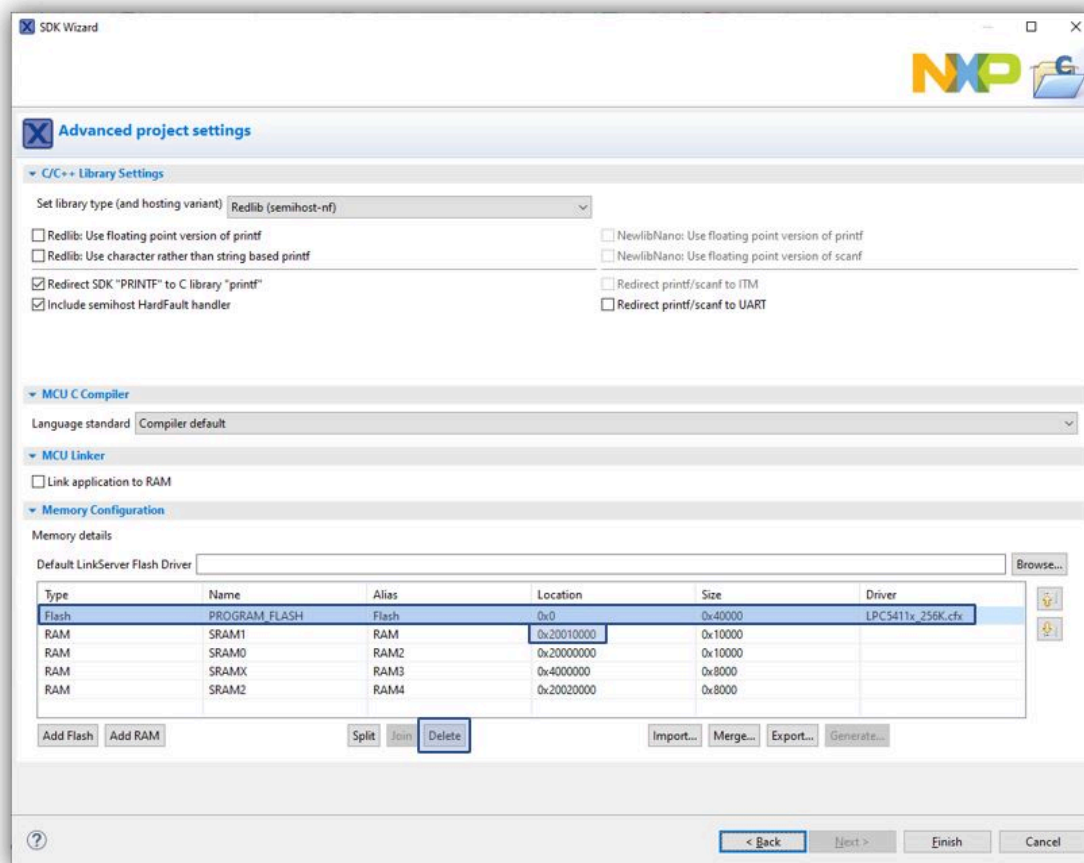 SDK Wizard
NXP
C
Advanced project settings
C/C++ Library Settings
Set library type (and hosting variant) Redlib (semihost-nf)
Redlib: Use floating point version of printf NewlibNano: Use floating point version of printf
Redlib: Use character rather than string based printf NewlibNano: Use floating point version of scanf
Redirect SDK "PRINTF" to C library "printf" Redirect printf/scanf to ITM
Include semihost HardFault handler Redirect printf/scanf to UART
MCU C Compiler
Language standard Compiler default
MCU Linker
Link application to RAM
Memory Configuration
Memory details
Default LinkServer Flash Driver Browse...
Type Name Alias Location Size Driver
Flash PROGRAM_FLASH Flash 0x0 0x40000 LPC5411x_256K.cfx
RAM SRAM1 RAM 0x20010000 0x10000
RAM SRAM0 RAM2 0x20000000 0x10000
RAM SRAMX RAM3 0x4000000 0x8000
RAM SRAM2 RAM4 0x20020000 0x8000
Add Flash Add RAM Split Join Delete Import... Merge... Export... Generate...
? < Back Next > Finish Cancel